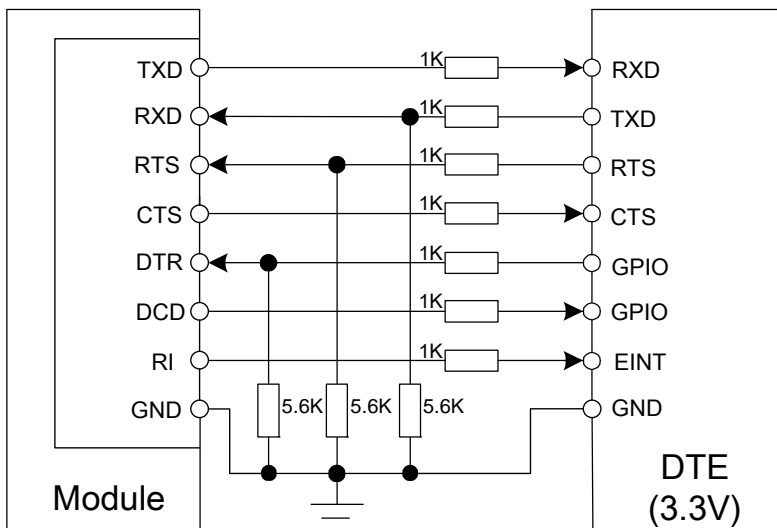 TXD 1K RXD
RXD 1K TXD
RTS 1K RTS
CTS 1K CTS
DTR 1K GPIO
DCD 1K GPIO
RI 1K EINT
GND 5.6K 5.6K 5.6K GND
Module
DTE
(3.3V)